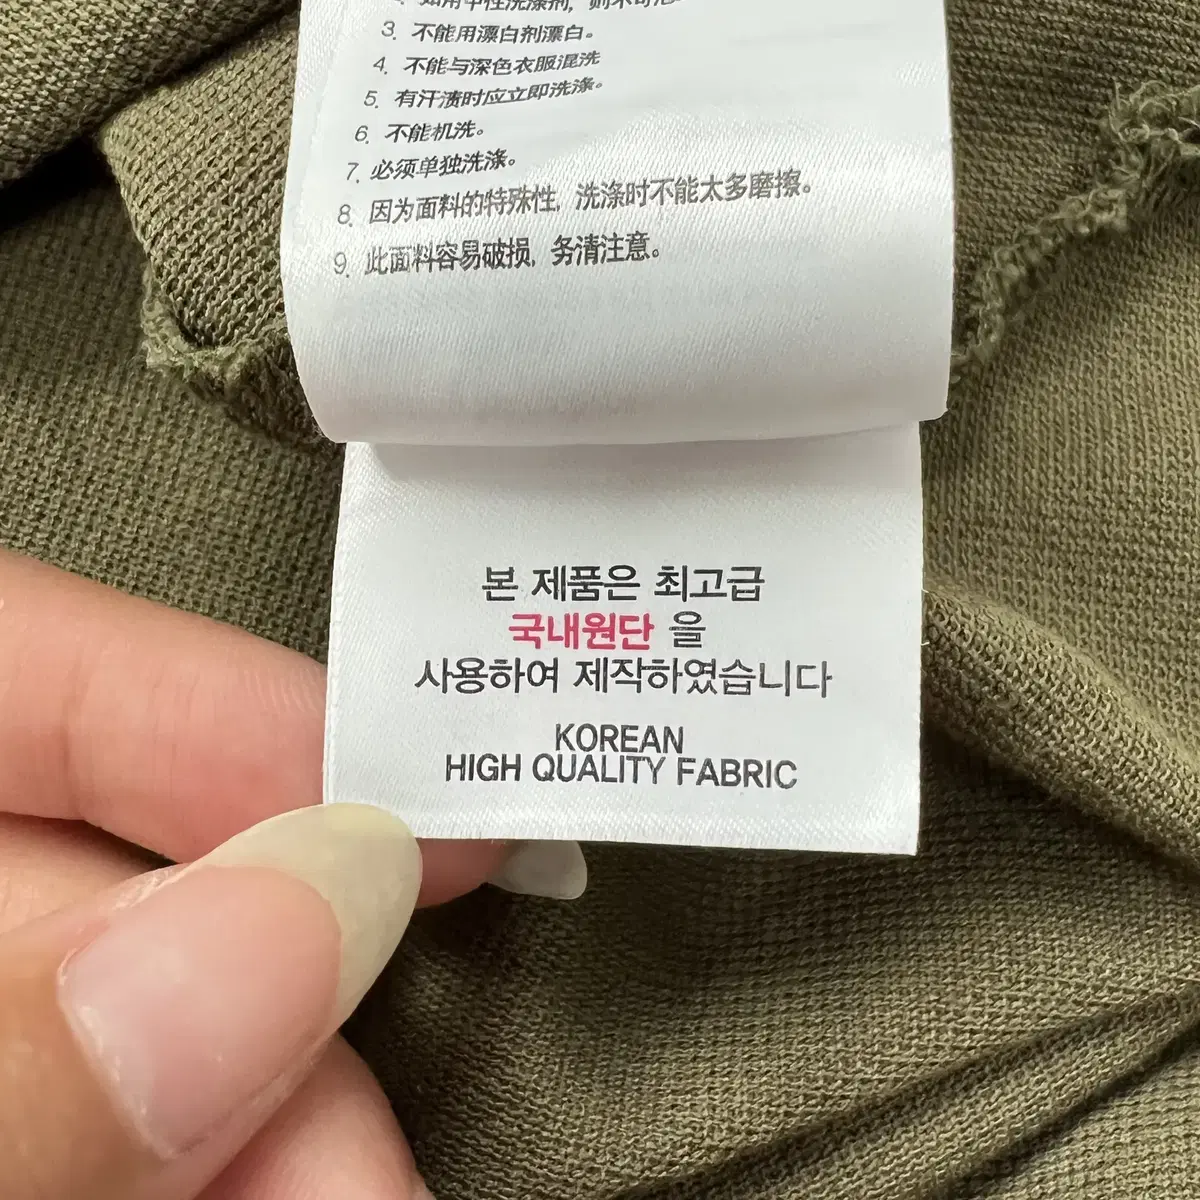 3. 不能用漂白剂漂白。
4. 不能与深色衣服混洗
5. 有汗渍时应立即洗涤。
6. 不能机洗。
7. 必须单独洗涤。
8. 因为面料的特殊性, 洗涤时不能太多磨擦。
9. 此面料容易破损, 务清注意。
본 제품은 최고급
국내원단 을
사용하여 제작하였습니다
KOREAN
HIGH QUALITY FABRIC